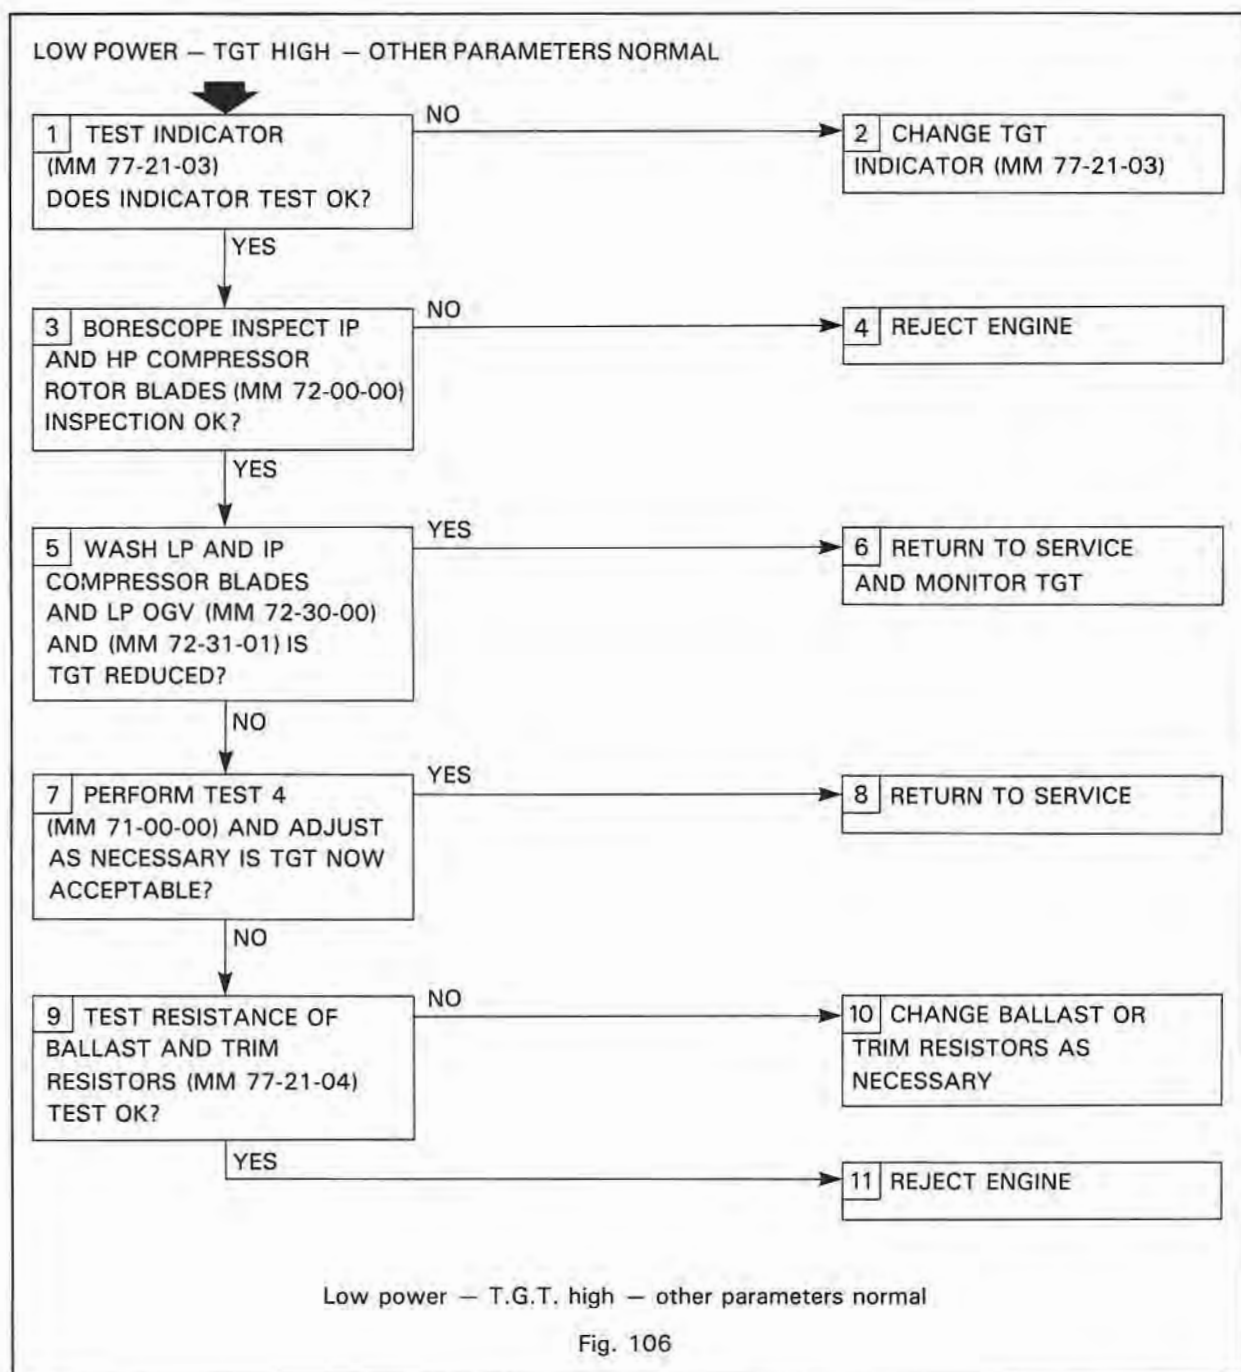 LOW POWER — TGT HIGH — OTHER PARAMETERS NORMAL
1 TEST INDICATOR
(MM 77-21-03)
DOES INDICATOR TEST OK?
NO
2 CHANGE TGT
INDICATOR (MM 77-21-03)
YES
3 BORESCOPE INSPECT IP
AND HP COMPRESSOR
ROTOR BLADES (MM 72-00-00)
INSPECTION OK?
NO
4 REJECT ENGINE
YES
5 WASH LP AND IP
COMPRESSOR BLADES
AND LP OGV (MM 72-30-00)
AND (MM 72-31-01) IS
TGT REDUCED?
YES
6 RETURN TO SERVICE
AND MONITOR TGT
NO
7 PERFORM TEST 4
(MM 71-00-00) AND ADJUST
AS NECESSARY IS TGT NOW
ACCEPTABLE?
YES
8 RETURN TO SERVICE
NO
9 TEST RESISTANCE OF
BALLAST AND TRIM
RESISTORS (MM 77-21-04)
TEST OK?
NO
10 CHANGE BALLAST OR
TRIM RESISTORS AS
NECESSARY
YES
11 REJECT ENGINE
Low power — T.G.T. high — other parameters normal
Fig. 106